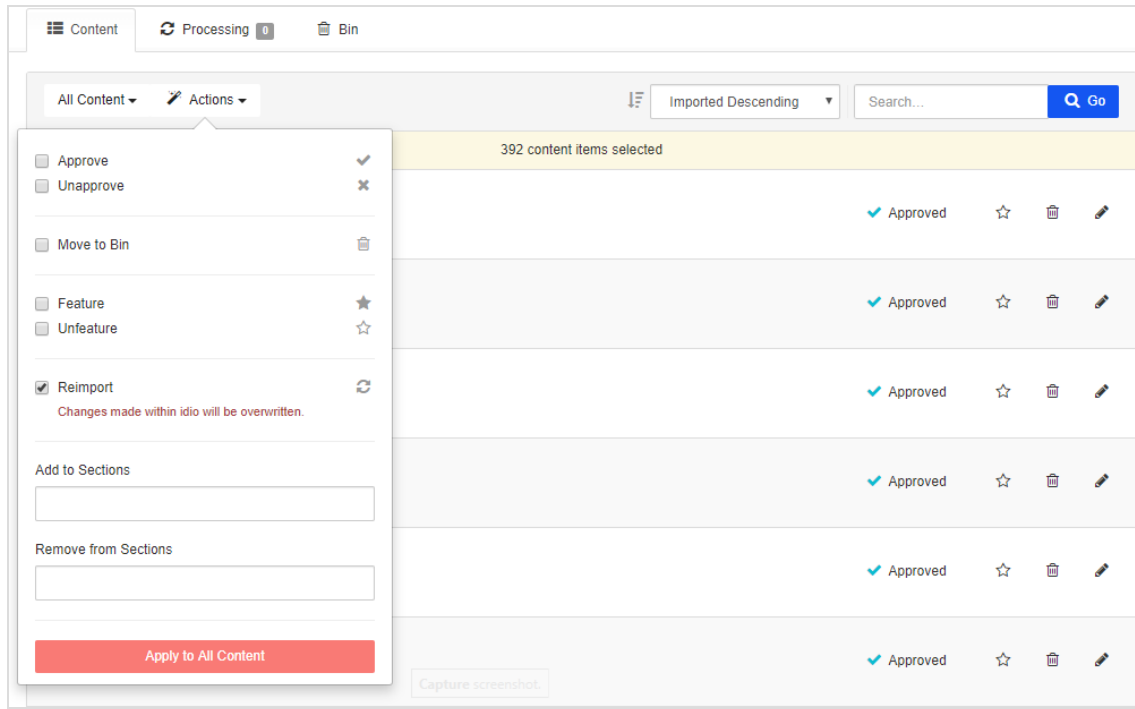 Content Processing 0 Bin
All Content Actions Imported Descending Search... Go
392 content items selected
Approve
Unapprove
Move to Bin
Feature
Unfeature
Reimport
Changes made within idio will be overwritten.
Add to Sections
Remove from Sections
Apply to All Content
Approved
Approved
Approved
Approved
Approved
Approved
Capture screenshot.